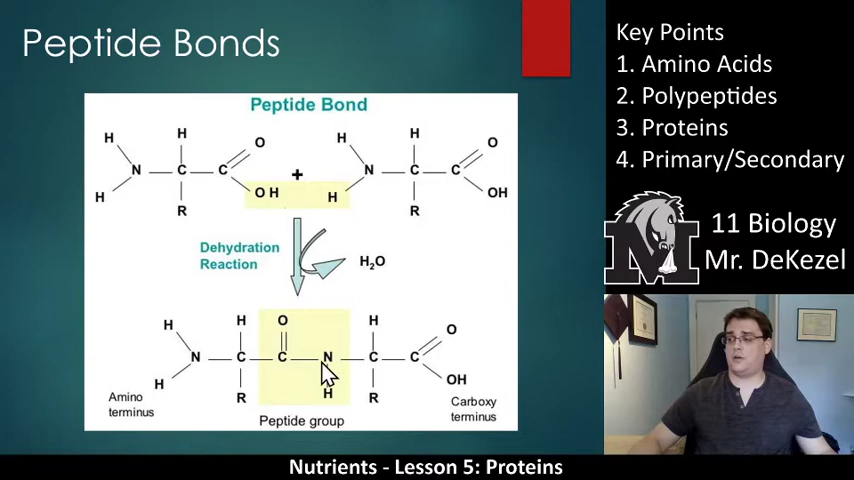 Peptide Bonds
Peptide Bond
H H O H H O
N C C + N C C
H R O H H R OH
Dehydration
Reaction
H₂O
H H O H O
N C C N C C
H R H R OH
Amino
terminus
Peptide group
Carboxy
terminus
Key Points
1. Amino Acids
2. Polypeptides
3. Proteins
4. Primary/Secondary
M
11 Biology
Mr. DeKezel
Nutrients - Lesson 5: Proteins